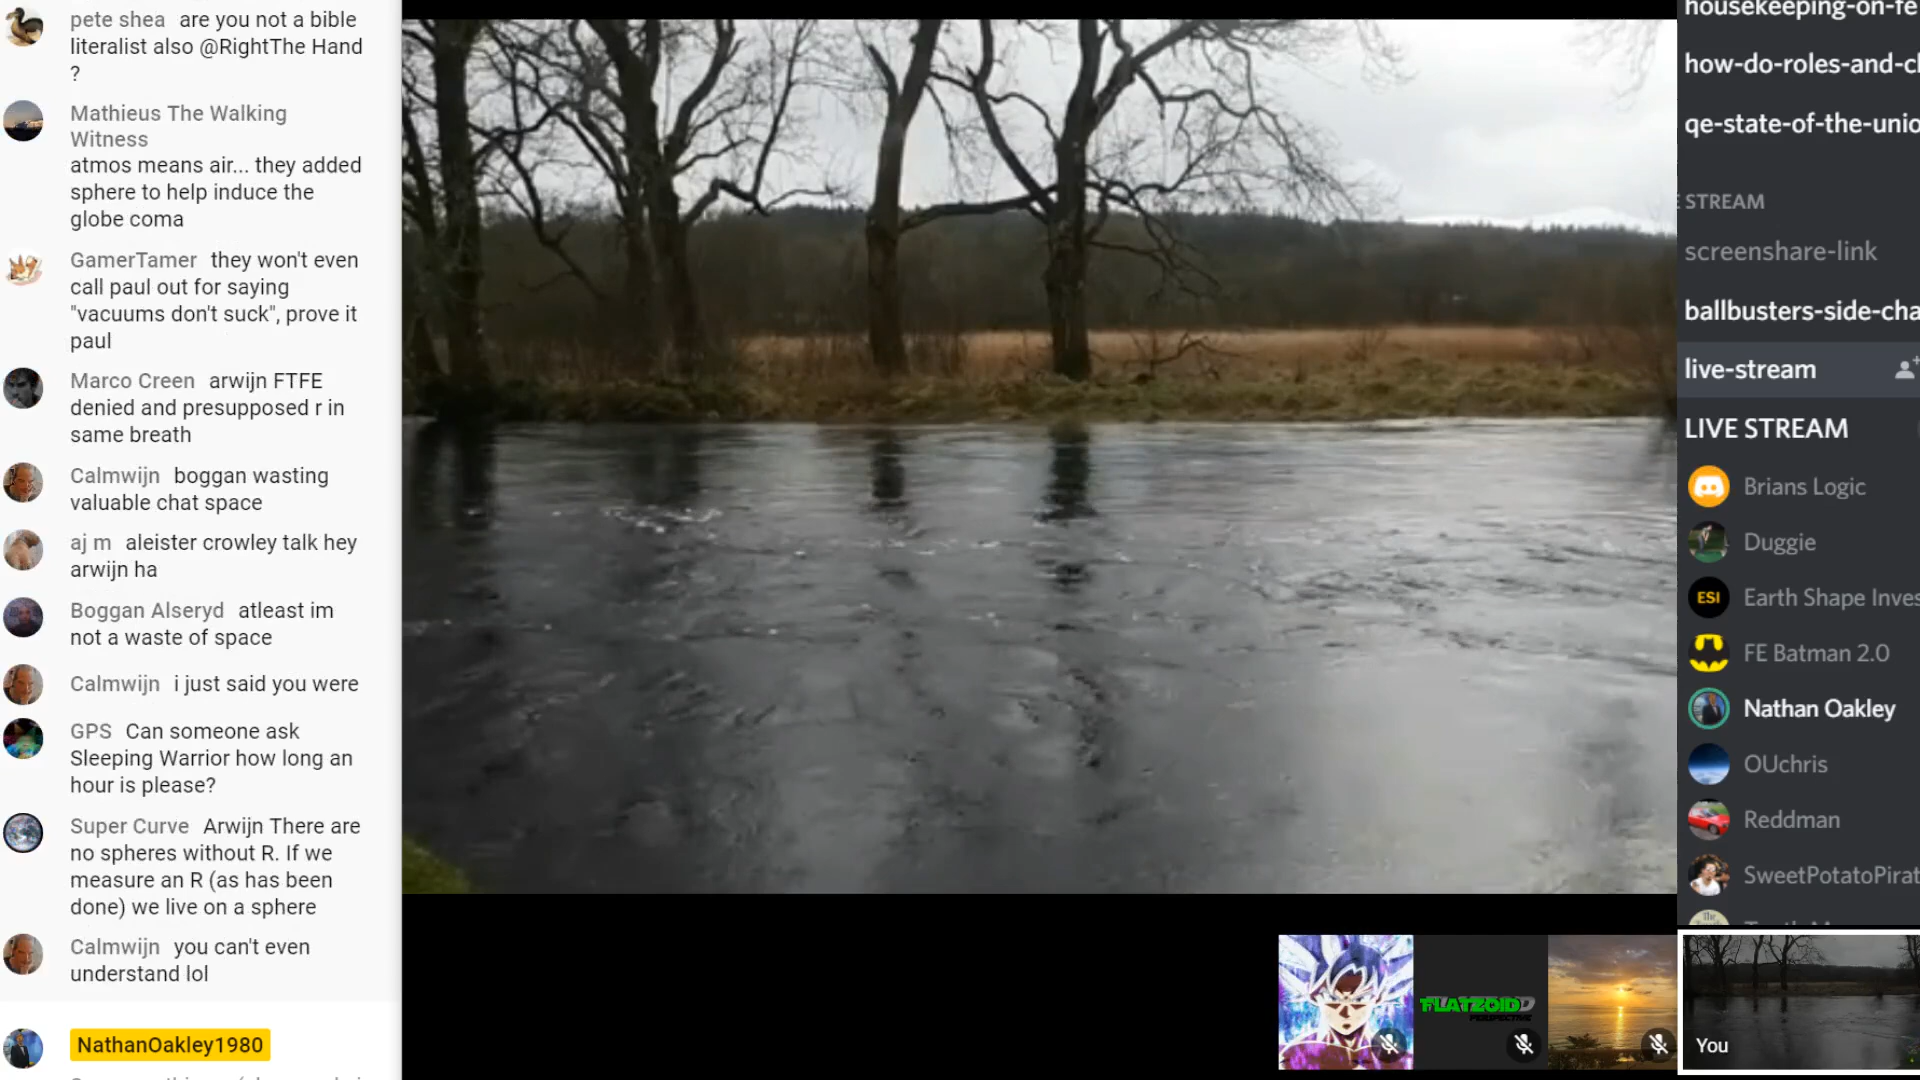 pete shea are you not a bible
literalist also @RightThe Hand
?
Mathieus The Walking
Witness
atmos means air... they added
sphere to help induce the
globe coma
GamerTamer they won't even
call paul out for saying
"vacuums don't suck", prove it
paul
Marco Creen arwijn FTFE
denied and presupposed r in
same breath
Calmwijn boggan wasting
valuable chat space
aj m aleister crowley talk hey
arwijn ha
Boggan Alseryd atleast im
not a waste of space
Calmwijn i just said you were
GPS Can someone ask
Sleeping Warrior how long an
hour is please?
Super Curve Arwijn There are
no spheres without R. If we
measure an R (as has been
done) we live on a sphere
Calmwijn you can't even
understand lol
NathanOakley1980
housekeeping-on-fe
how-do-roles-and-cl
qe-state-of-the-unio
STREAM
screenshare-link
ballbusters-side-cha
live-stream
LIVE STREAM
Brians Logic
Duggie
ESI Earth Shape Inves
FE Batman 2.0
Nathan Oakley
OUchris
Reddman
SweetPotatoPirat
The
FLATZOID
PERSPECTIVE
You